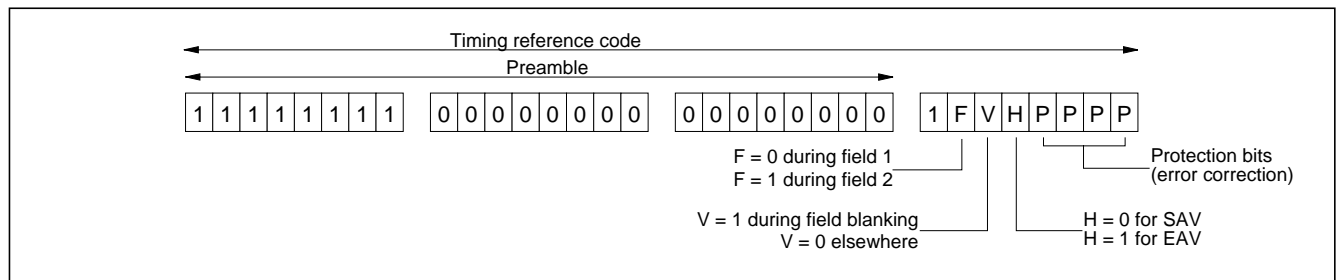 Timing reference code
Preamble
1 1 1 1 1 1 1 1 0 0 0 0 0 0 0 0 0 0 0 0 0 0 0 0 1 F V H P P P P
F = 0 during field 1
F = 1 during field 2
Protection bits
(error correction)
V = 1 during field blanking
V = 0 elsewhere
H = 0 for SAV
H = 1 for EAV